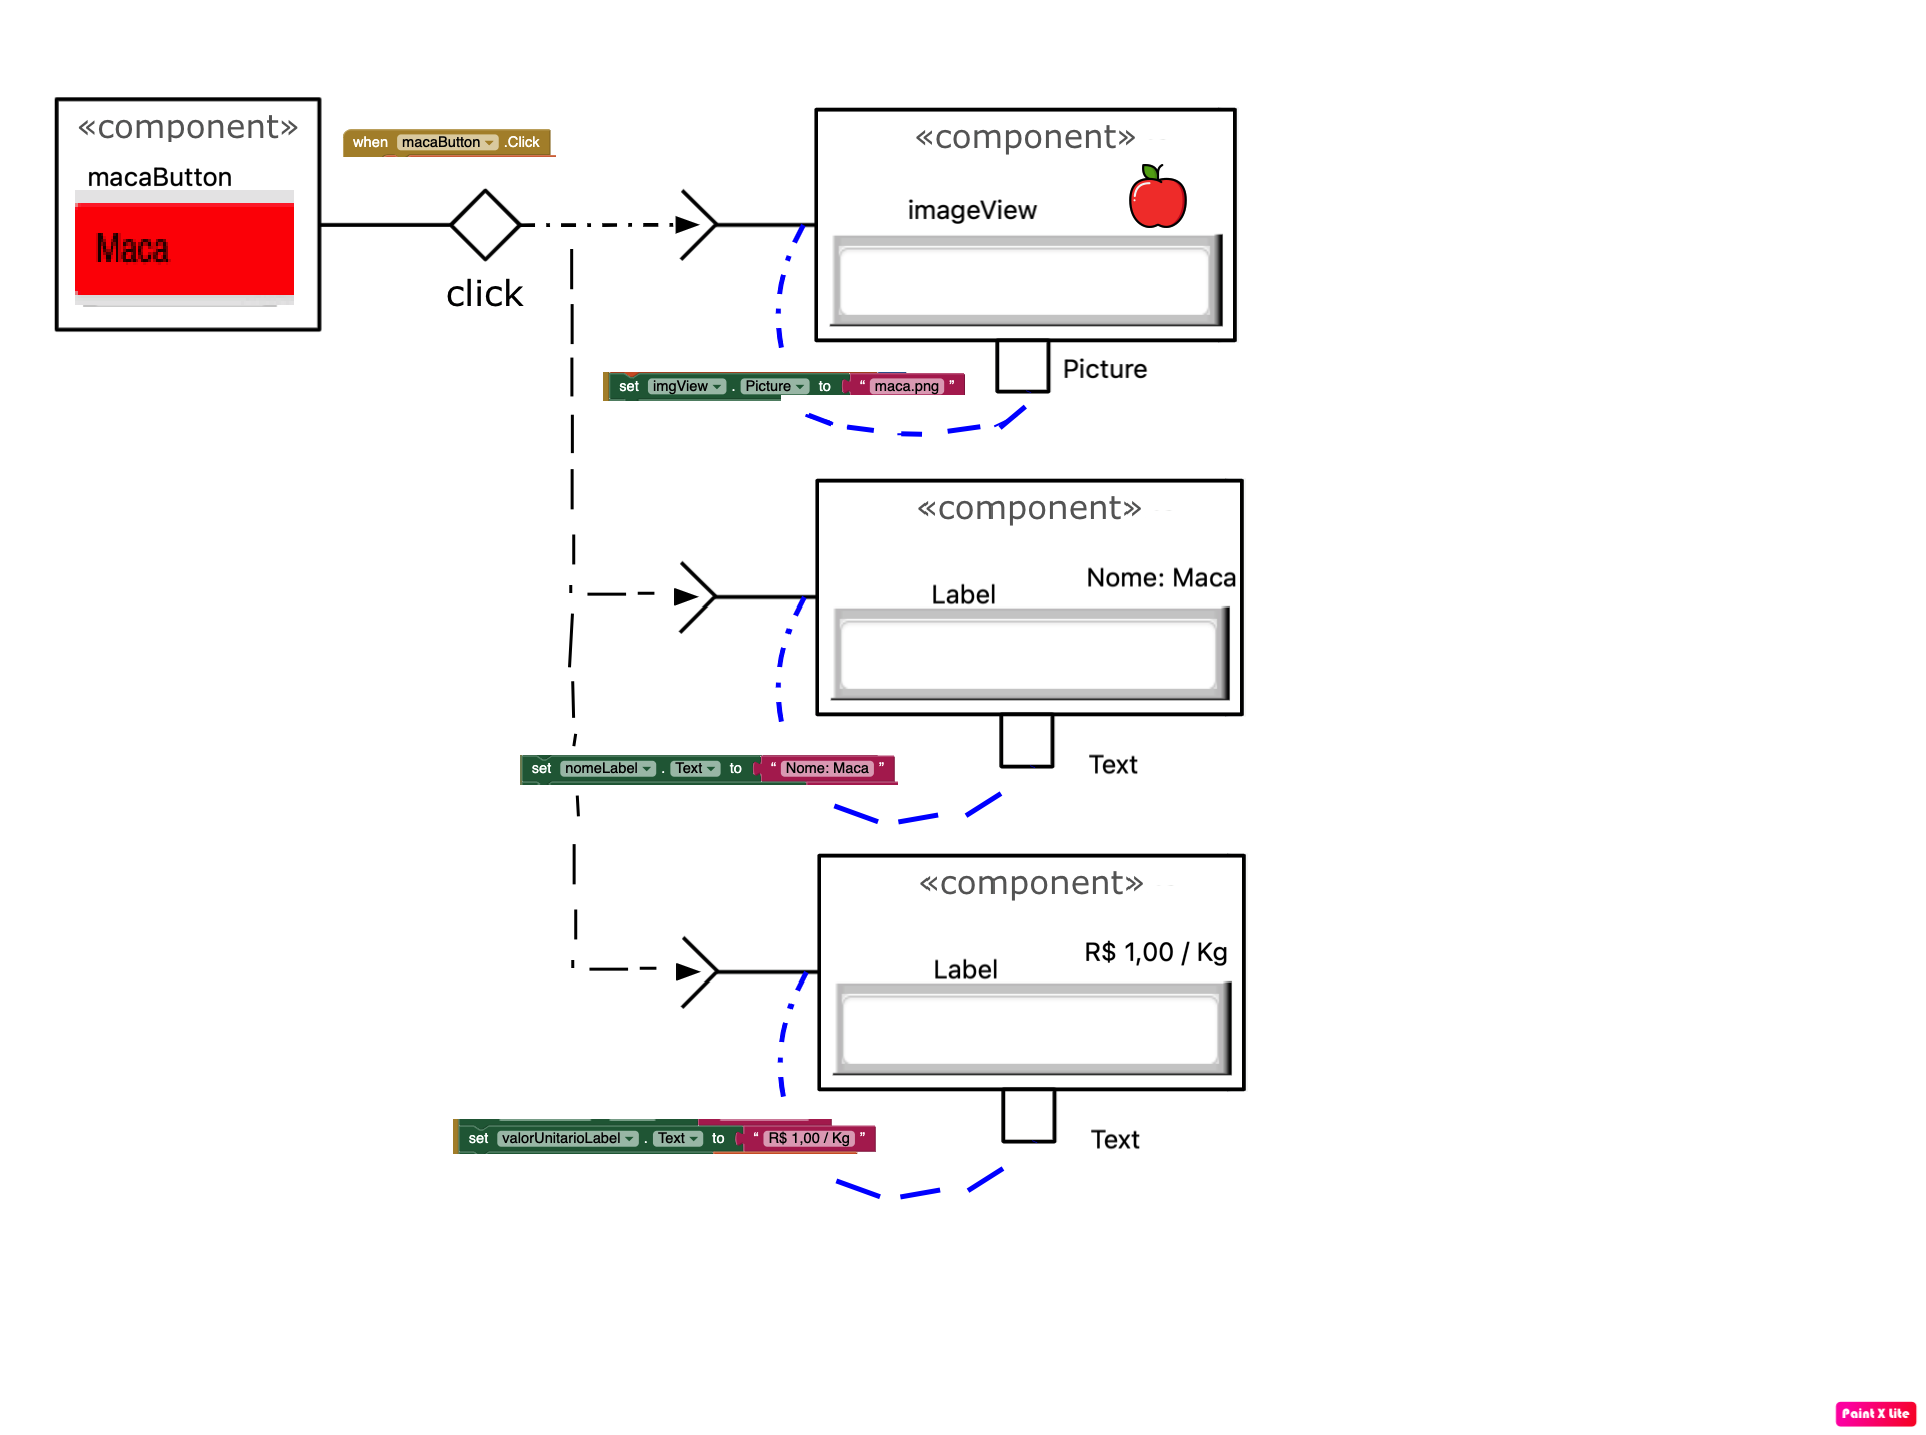 «component»
macaButton
Maca
when macaButton .Click
click
«component»
imageView
Picture
set imgView . Picture to “ maca.png ”
«component»
Nome: Maca
Label
Text
set nomeLabel . Text to “ Nome: Maca ”
«component»
R$ 1,00 / Kg
Label
Text
set valorUnitarioLabel . Text to “ R$ 1,00 / Kg ”
Paint X Lite